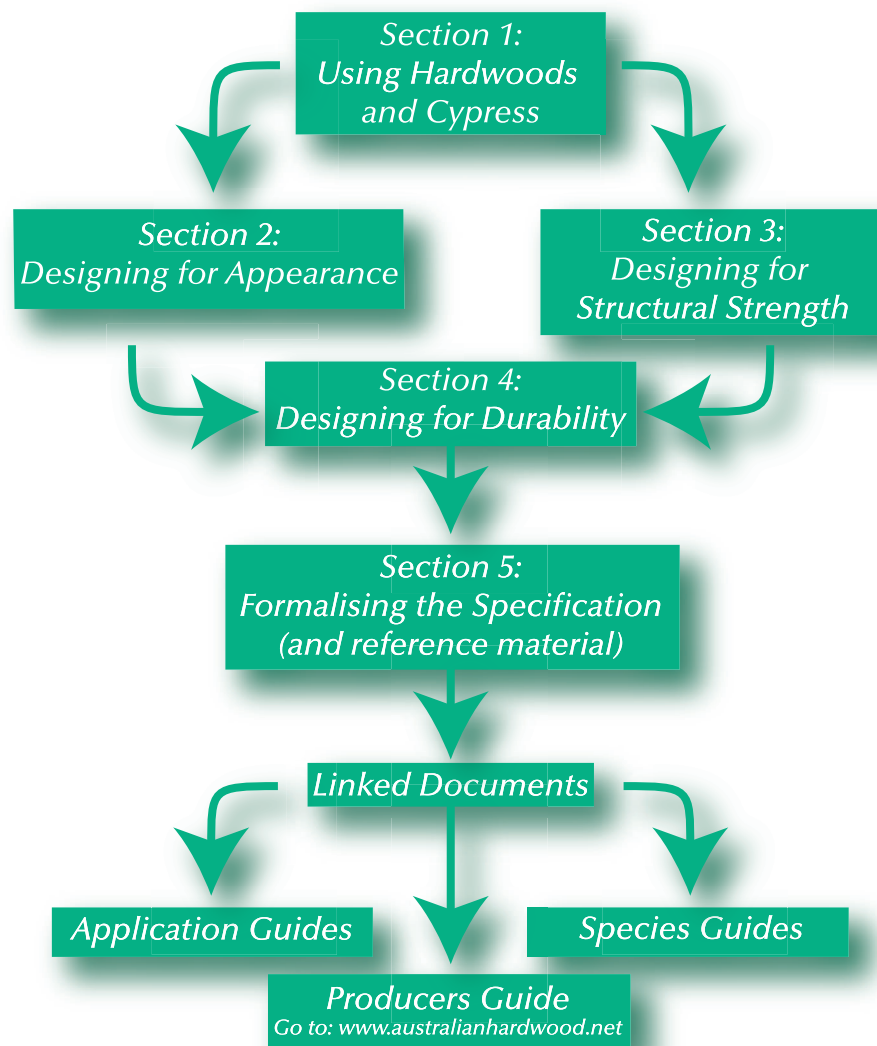 Section 1:
Using Hardwoods
and Cypress
Section 2:
Designing for Appearance
Section 3:
Designing for
Structural Strength
Section 4:
Designing for Durability
Section 5:
Formalising the Specification
(and reference material)
Linked Documents
Application Guides
Species Guides
Producers Guide
Go to: www.australianhardwood.net